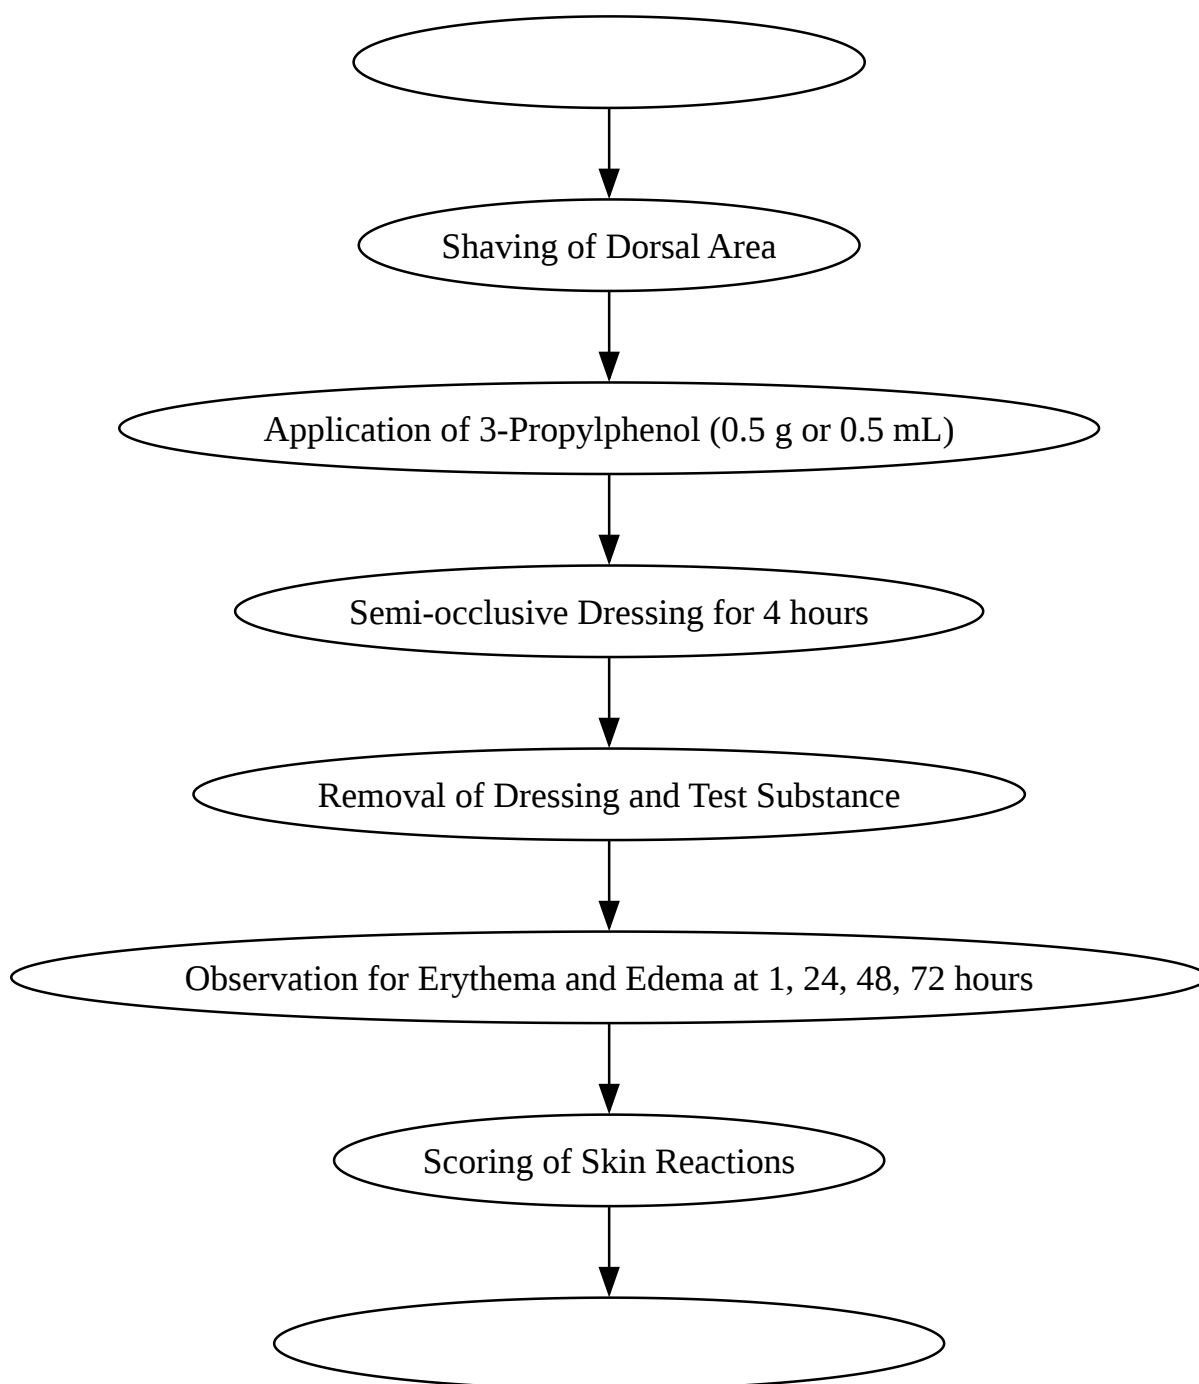 Shaving of Dorsal Area
Application of 3-Propylphenol (0.5 g or 0.5 mL)
Semi-occlusive Dressing for 4 hours
Removal of Dressing and Test Substance
Observation for Erythema and Edema at 1, 24, 48, 72 hours
Scoring of Skin Reactions